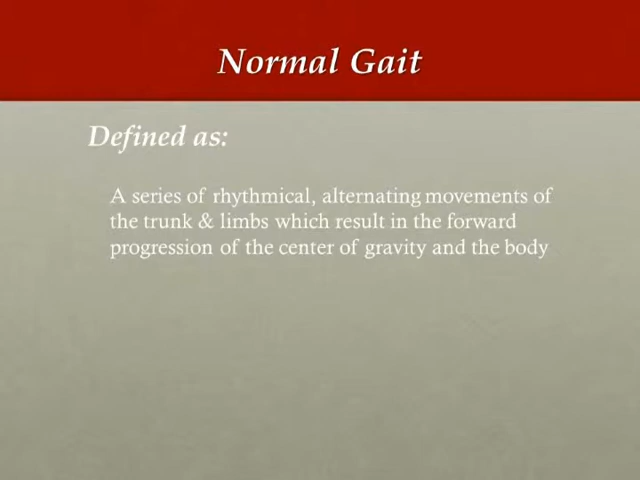 Normal Gait
Defined as:
A series of rhythmical, alternating movements of
the trunk & limbs which result in the forward
progression of the center of gravity and the body